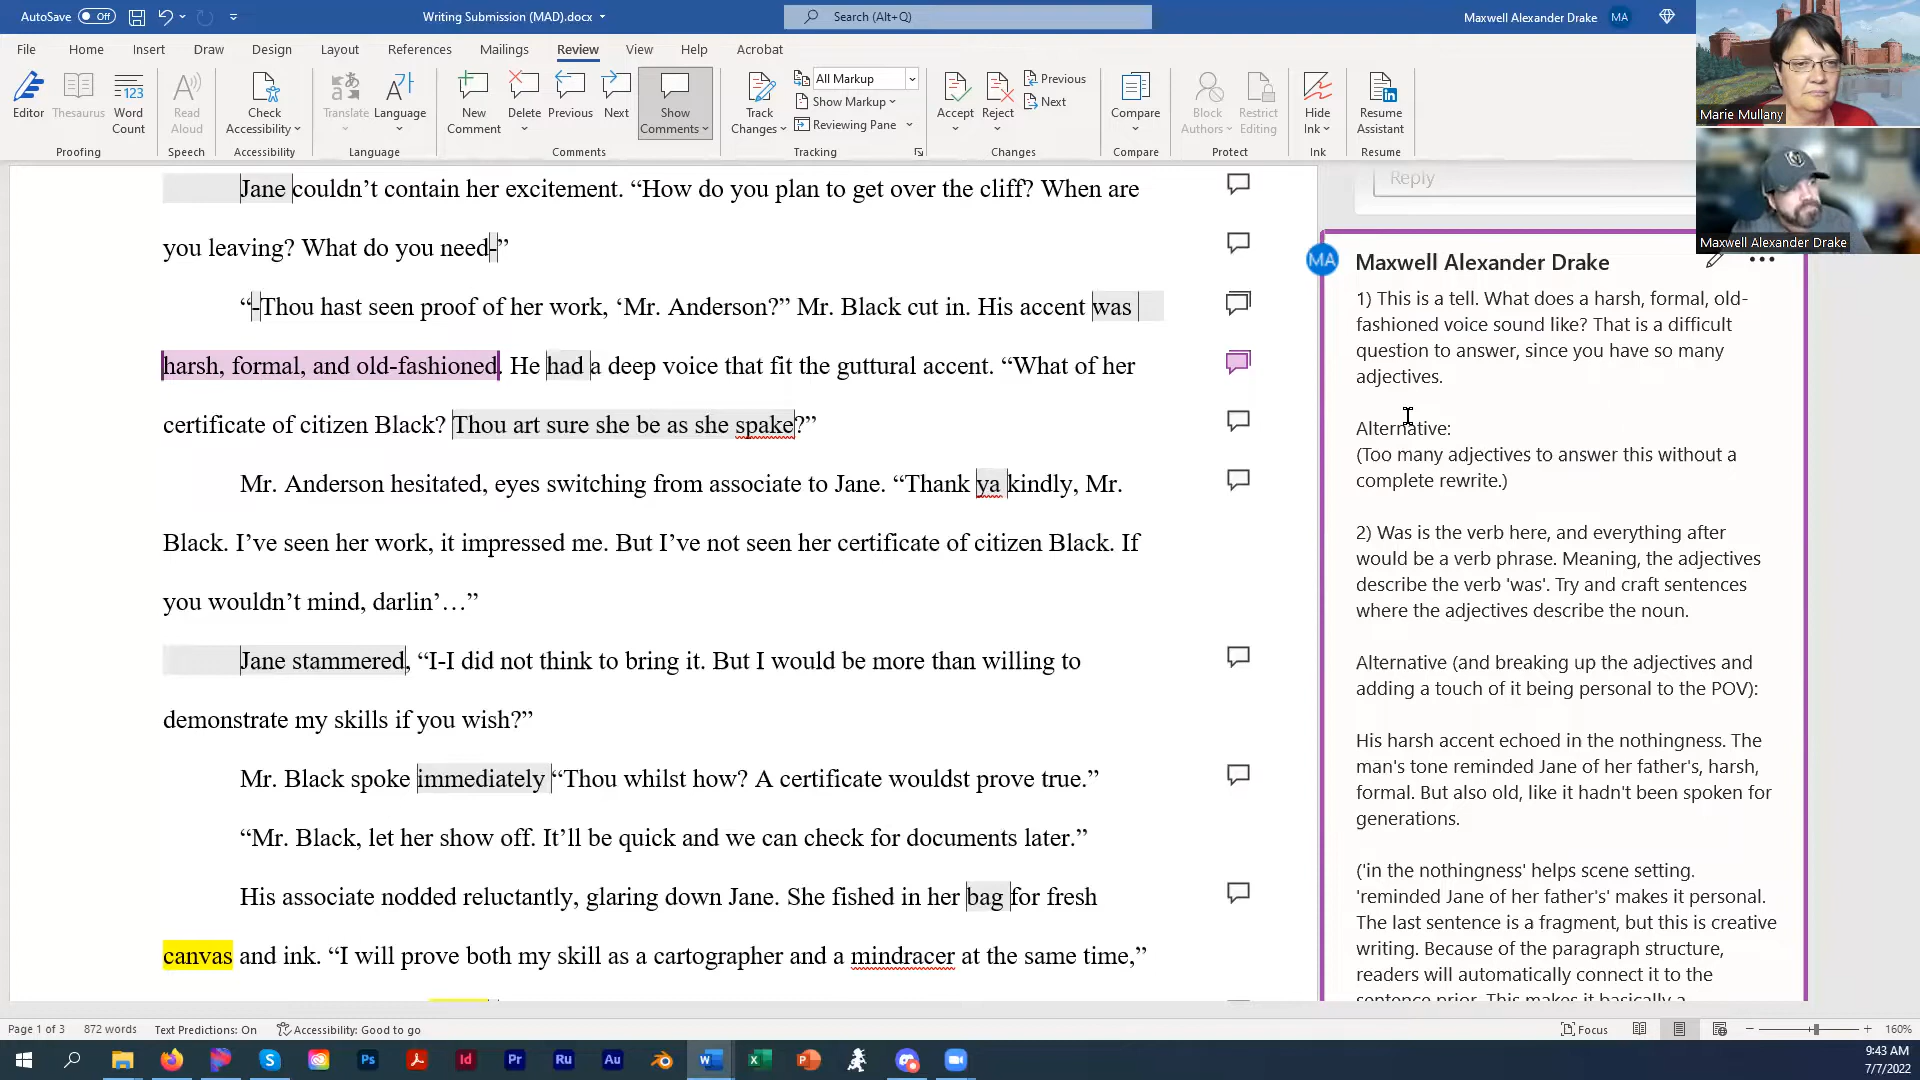 AutoSave Off Writing Submission (MAD).docx Search (Alt+Q) Maxwell Alexander Drake MA
File Home Insert Draw Design Layout References Mailings Review View Help Acrobat
Editor Thesaurus Word Count Read Aloud Check Accessibility Translate Language New Comment Delete Previous Next Show Comments Track Changes All Markup Show Markup Reviewing Pane Accept Reject Previous Next Compare Block Authors Restrict Editing Hide Ink Resume Assistant
Proofing Speech Accessibility Language Comments Tracking Changes Compare Protect Ink Resume
Marie Mullany
Maxwell Alexander Drake
Jane couldn’t contain her excitement. “How do you plan to get over the cliff? When are
you leaving? What do you need-”
“-Thou hast seen proof of her work, ‘Mr. Anderson?” Mr. Black cut in. His accent was
harsh, formal, and old-fashioned. He had a deep voice that fit the guttural accent. “What of her
certificate of citizen Black? Thou art sure she be as she spake?”
Mr. Anderson hesitated, eyes switching from associate to Jane. “Thank ya kindly, Mr.
Black. I’ve seen her work, it impressed me. But I’ve not seen her certificate of citizen Black. If
you wouldn’t mind, darlin’…”
Jane stammered, “I-I did not think to bring it. But I would be more than willing to
demonstrate my skills if you wish?”
Mr. Black spoke immediately “Thou whilst how? A certificate wouldst prove true.”
“Mr. Black, let her show off. It’ll be quick and we can check for documents later.”
His associate nodded reluctantly, glaring down Jane. She fished in her bag for fresh
canvas and ink. “I will prove both my skill as a cartographer and a mindracer at the same time,”
Reply
MA Maxwell Alexander Drake
1) This is a tell. What does a harsh, formal, old-
fashioned voice sound like? That is a difficult
question to answer, since you have so many
adjectives.
Alternative:
(Too many adjectives to answer this without a
complete rewrite.)
2) Was is the verb here, and everything after
would be a verb phrase. Meaning, the adjectives
describe the verb 'was'. Try and craft sentences
where the adjectives describe the noun.
Alternative (and breaking up the adjectives and
adding a touch of it being personal to the POV):
His harsh accent echoed in the nothingness. The
man's tone reminded Jane of her father's, harsh,
formal. But also old, like it hadn't been spoken for
generations.
('in the nothingness' helps scene setting.
'reminded Jane of her father's' makes it personal.
The last sentence is a fragment, but this is creative
writing. Because of the paragraph structure,
readers will automatically connect it to the
sentence prior. This makes it basically a
Page 1 of 3 872 words Text Predictions: On Accessibility: Good to go Focus 160%
Ps Id Pr Ru Au
9:43 AM
7/7/2022